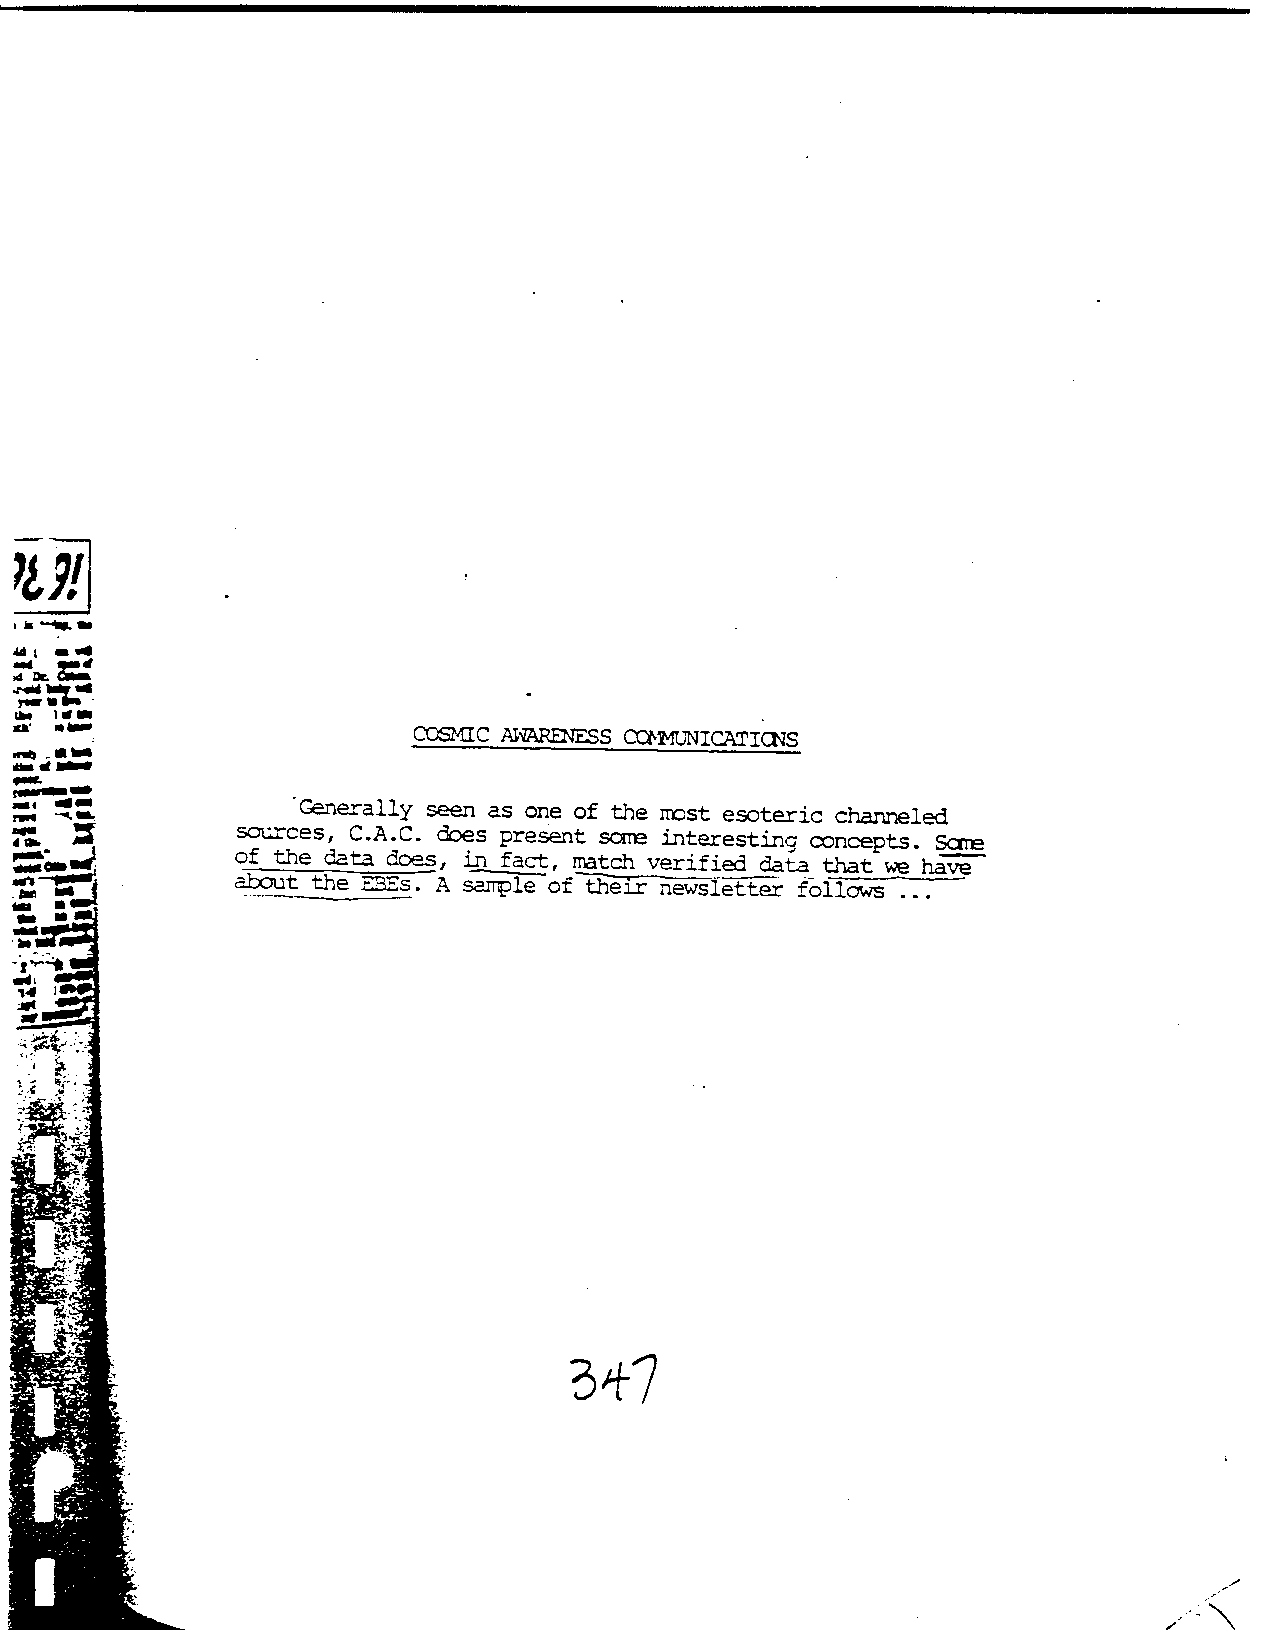 COSMIC AWARENESS COMMUNICATIONS
Generally seen as one of the most esoteric channeled
sources, C.A.C. does present some interesting concepts. Some
of the data does, in fact, match verified data that we have
about the EBEs. A sample of their newsletter follows ...
347